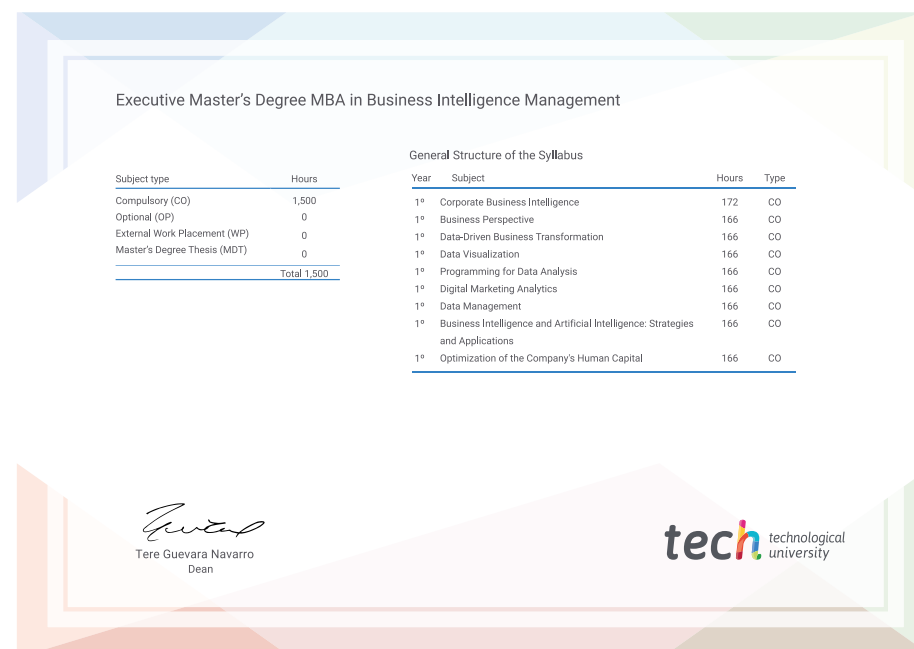 Executive Master's Degree MBA in Business Intelligence Management
Subject type Hours
Compulsory (CO) 1,500
Optional (OP) 0
External Work Placement (WP) 0
Master's Degree Thesis (MDT) 0
Total 1,500
General Structure of the Syllabus
Year Subject Hours Type
1º Corporate Business Intelligence 172 CO
1º Business Perspective 166 CO
1º Data-Driven Business Transformation 166 CO
1º Data Visualization 166 CO
1º Programming for Data Analysis 166 CO
1º Digital Marketing Analytics 166 CO
1º Data Management 166 CO
1º Business Intelligence and Artificial Intelligence: Strategies 166 CO
and Applications
1º Optimization of the Company's Human Capital 166 CO
Tere Guevara Navarro
Dean
tech technological
university